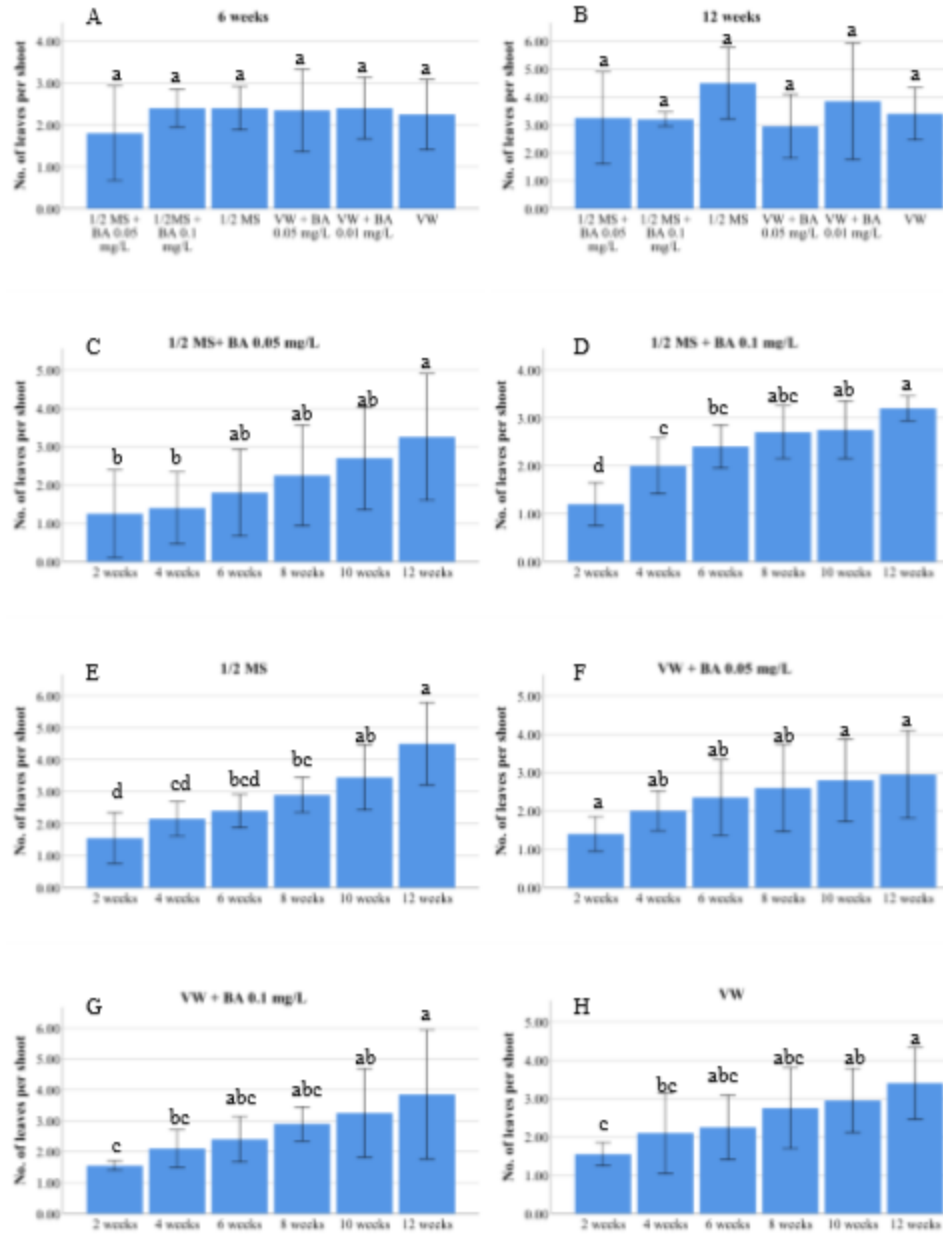 A
6 weeks
No. of leaves per shoot
4.00
3.00
2.00
1.00
0.00
a a a a a a
1/2 MS + BA 0.05 mg/L
1/2MS + BA 0.1 mg/L
1/2 MS
VW + BA 0.05 mg/L
VW + BA 0.01 mg/L
VW
B
12 weeks
No. of leaves per shoot
6.00
5.00
4.00
3.00
2.00
1.00
0.00
a a a a a a
1/2 MS + BA 0.05 mg/L
1/2 MS + BA 0.1 mg/L
1/2 MS
VW + BA 0.05 mg/L
VW + BA 0.01 mg/L
VW
C
1/2 MS+ BA 0.05 mg/L
No. of leaves per shoot
5.00
4.00
3.00
2.00
1.00
0.00
b b ab ab ab a
2 weeks 4 weeks 6 weeks 8 weeks 10 weeks 12 weeks
D
1/2 MS + BA 0.1 mg/L
No. of leaves per shoot
4.00
3.00
2.00
1.00
0.00
d c bc abc ab a
2 weeks 4 weeks 6 weeks 8 weeks 10 weeks 12 weeks
E
1/2 MS
No. of leaves per shoot
6.00
5.00
4.00
3.00
2.00
1.00
0.00
d cd bcd bc ab a
2 weeks 4 weeks 6 weeks 8 weeks 10 weeks 12 weeks
F
VW + BA 0.05 mg/L
No. of leaves per shoot
5.00
4.00
3.00
2.00
1.00
0.00
a ab ab ab a a
2 weeks 4 weeks 6 weeks 8 weeks 10 weeks 12 weeks
G
VW + BA 0.1 mg/L
No. of leaves per shoot
6.00
5.00
4.00
3.00
2.00
1.00
0.00
c bc abc abc ab a
2 weeks 4 weeks 6 weeks 8 weeks 10 weeks 12 weeks
H
VW
No. of leaves per shoot
5.00
4.00
3.00
2.00
1.00
0.00
c bc abc abc ab a
2 weeks 4 weeks 6 weeks 8 weeks 10 weeks 12 weeks